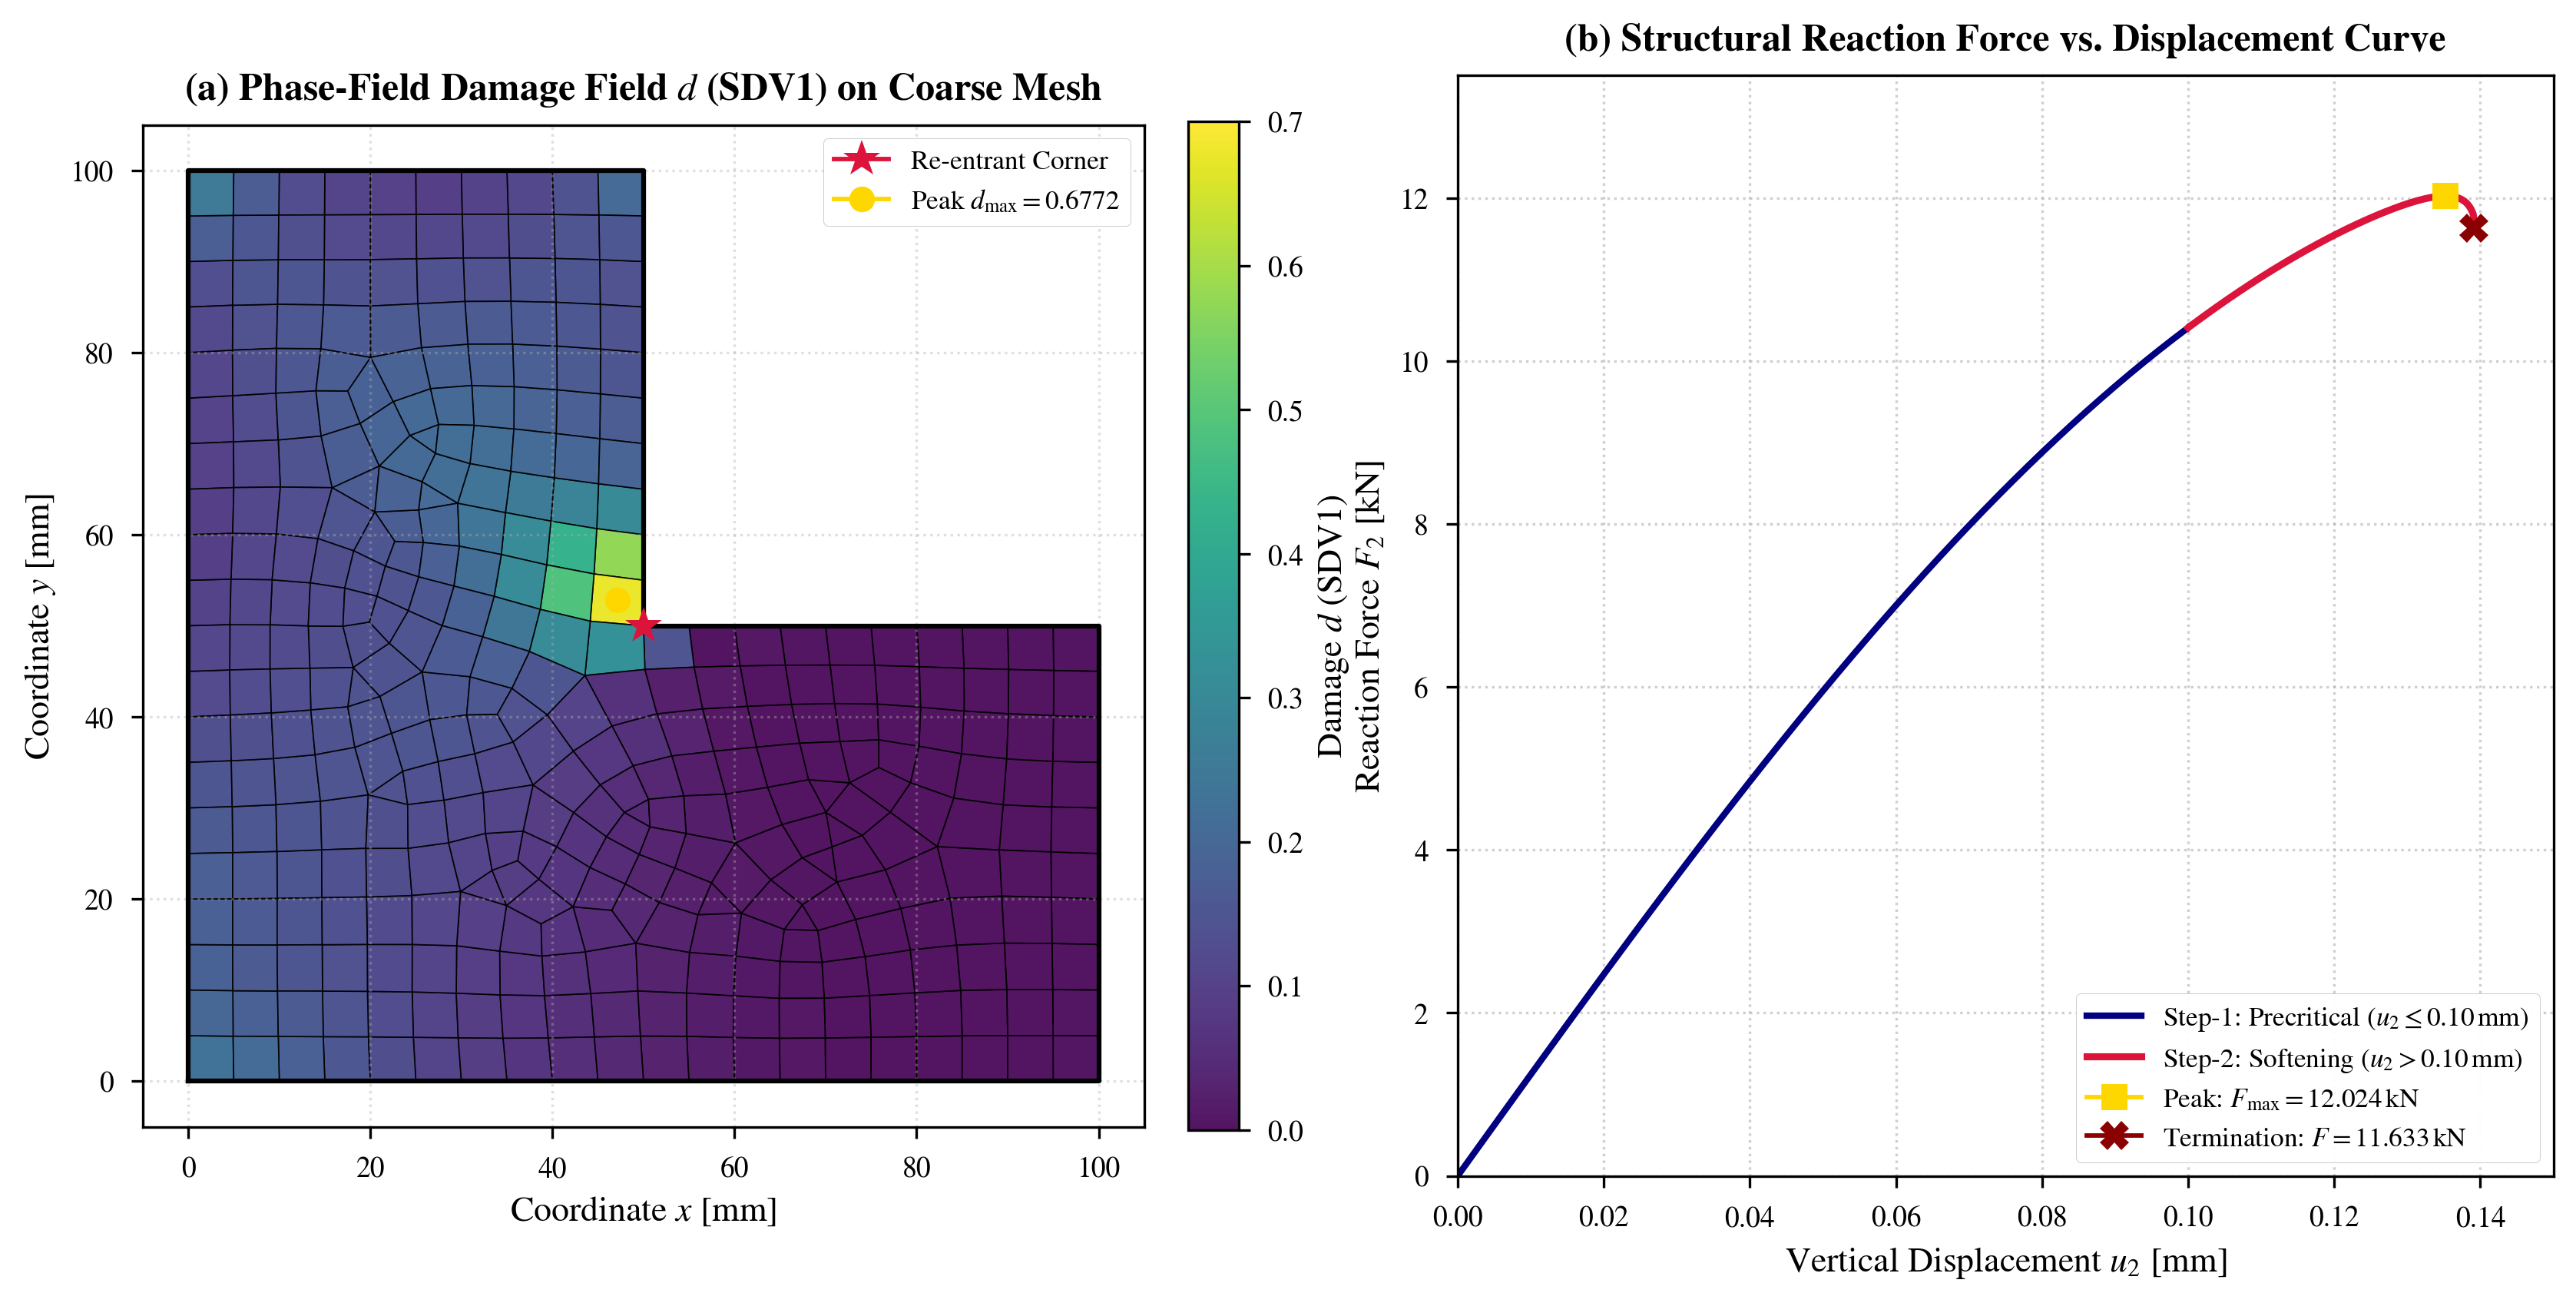 (a) Phase-Field Damage Field d (SDV1) on Coarse Mesh
Re-entrant Corner
Peak d_max = 0.6772
100
80
60
40
20
0
Coordinate y [mm]
0
20
40
60
80
100
Coordinate x [mm]
0.7
0.6
0.5
0.4
0.3
0.2
0.1
0.0
Damage d (SDV1)
(b) Structural Reaction Force vs. Displacement Curve
Reaction Force F₂ [kN]
12
10
8
6
4
2
0
0.00
0.02
0.04
0.06
0.08
0.10
0.12
0.14
Vertical Displacement u₂ [mm]
Step-1: Precritical (u₂ ≤ 0.10 mm)
Step-2: Softening (u₂ > 0.10 mm)
Peak: F_max = 12.024 kN
Termination: F = 11.633 kN